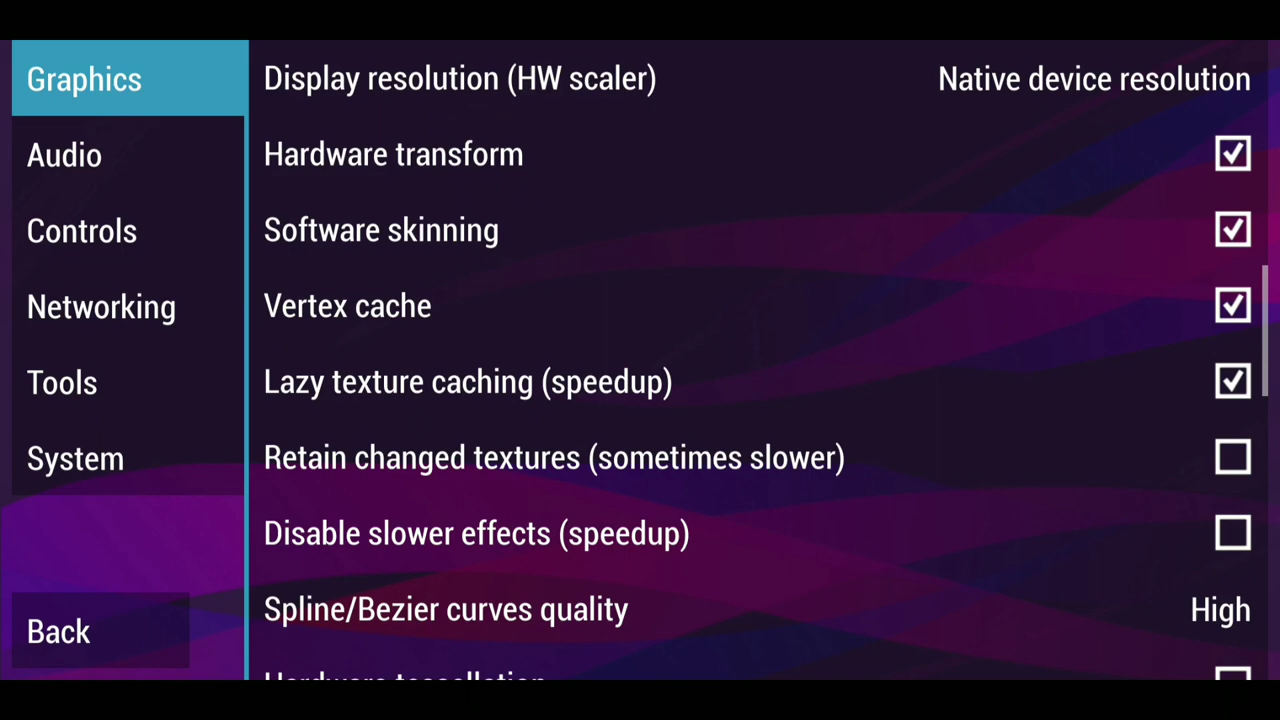 Graphics
Audio
Controls
Networking
Tools
System
Back
Display resolution (HW scaler) Native device resolution
Hardware transform
Software skinning
Vertex cache
Lazy texture caching (speedup)
Retain changed textures (sometimes slower)
Disable slower effects (speedup)
Spline/Bezier curves quality High
Hardware tessellation